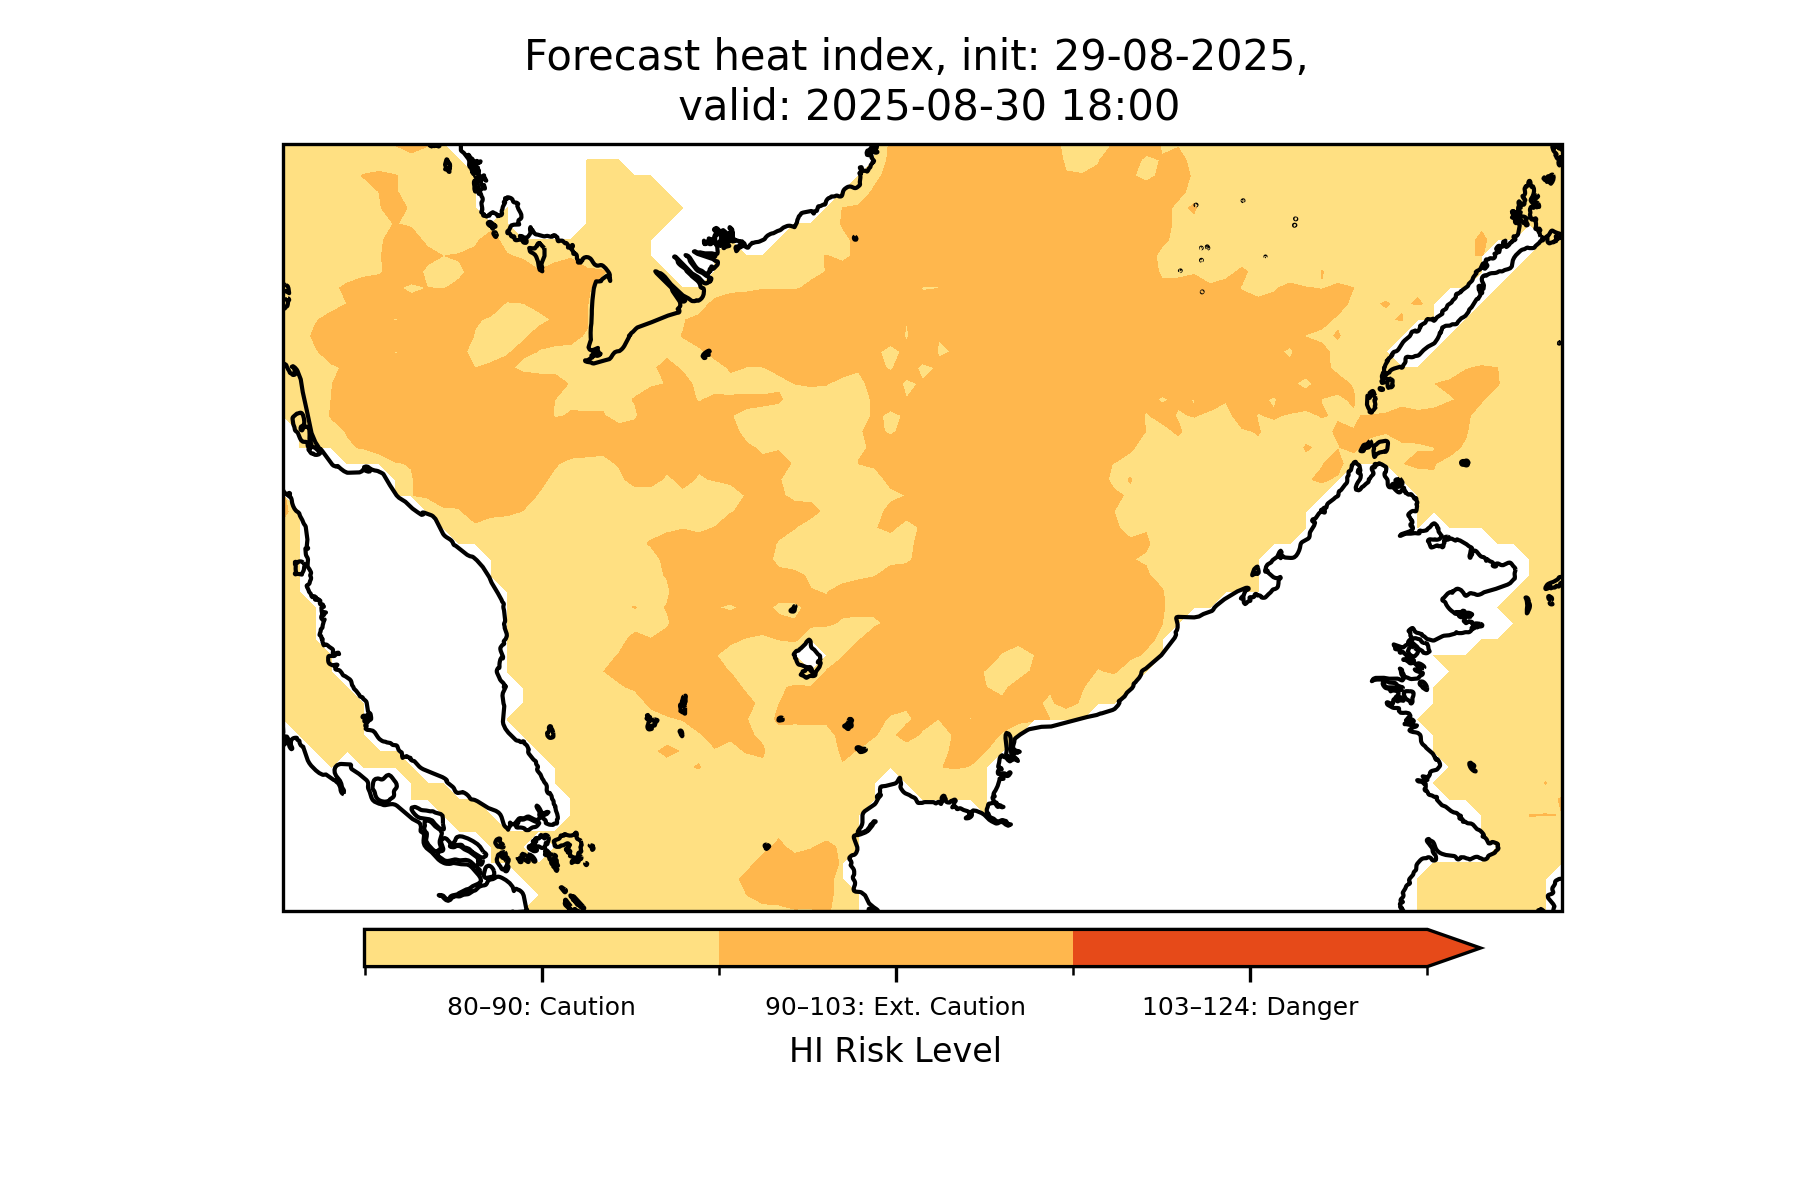 Forecast heat index, init: 29-08-2025,
valid: 2025-08-30 18:00
80–90: Caution
90–103: Ext. Caution
103–124: Danger
HI Risk Level